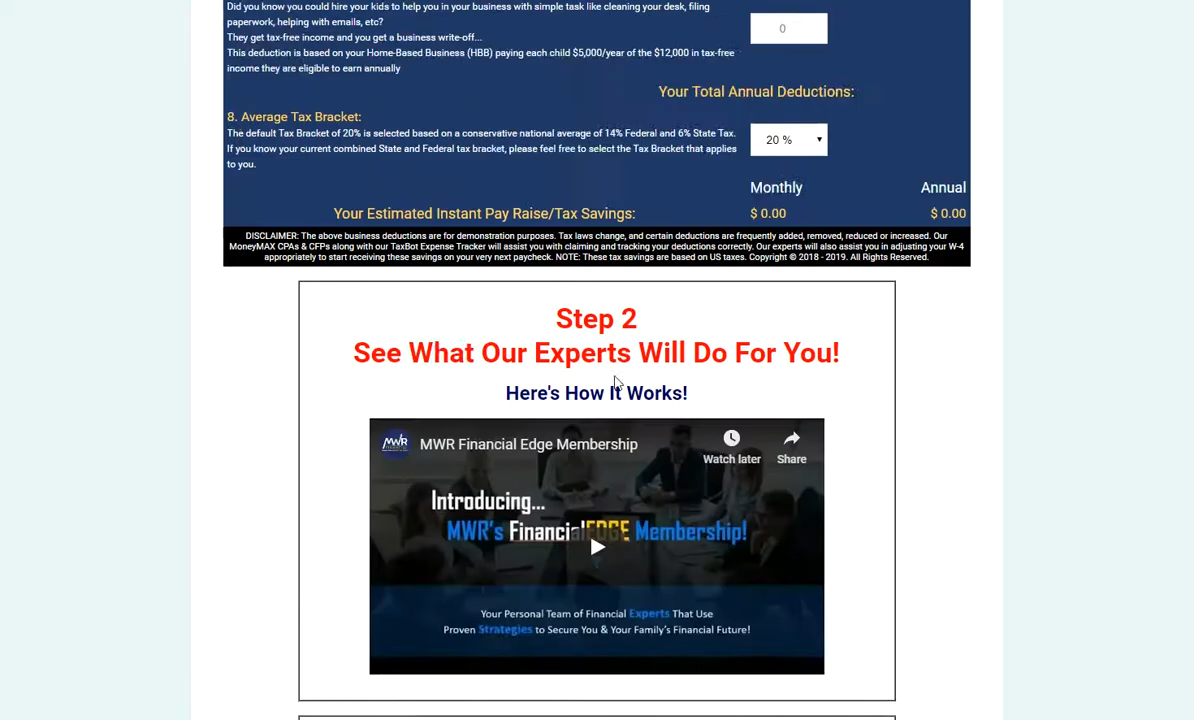 Did you know you could hire your kids to help you in your business with simple task like cleaning your desk, filing
paperwork, helping with emails, etc?
They get tax-free income and you get a business write-off...
This deduction is based on your Home-Based Business (HBB) paying each child $5,000/year of the $12,000 in tax-free
income they are eligible to earn annually
0
Your Total Annual Deductions:
8. Average Tax Bracket:
The default Tax Bracket of 20% is selected based on a conservative national average of 14% Federal and 6% State Tax.
If you know your current combined State and Federal tax bracket, please feel free to select the Tax Bracket that applies
to you.
20 %
Monthly Annual
Your Estimated Instant Pay Raise/Tax Savings: $ 0.00 $ 0.00
DISCLAIMER: The above business deductions are for demonstration purposes. Tax laws change, and certain deductions are frequently added, removed, reduced or increased. Our
MoneyMAX CPAs & CFPs along with our TaxBot Expense Tracker will assist you with claiming and tracking your deductions correctly. Our experts will also assist you in adjusting your W-4
appropriately to start receiving these savings on your very next paycheck. NOTE: These tax savings are based on US taxes. Copyright © 2018 - 2019. All Rights Reserved.
Step 2
See What Our Experts Will Do For You!
Here's How It Works!
MWR
MWR Financial Edge Membership
Watch later Share
Introducing...
MWR's FinancialEDGE Membership!
Your Personal Team of Financial Experts That Use
Proven Strategies to Secure You & Your Family's Financial Future!